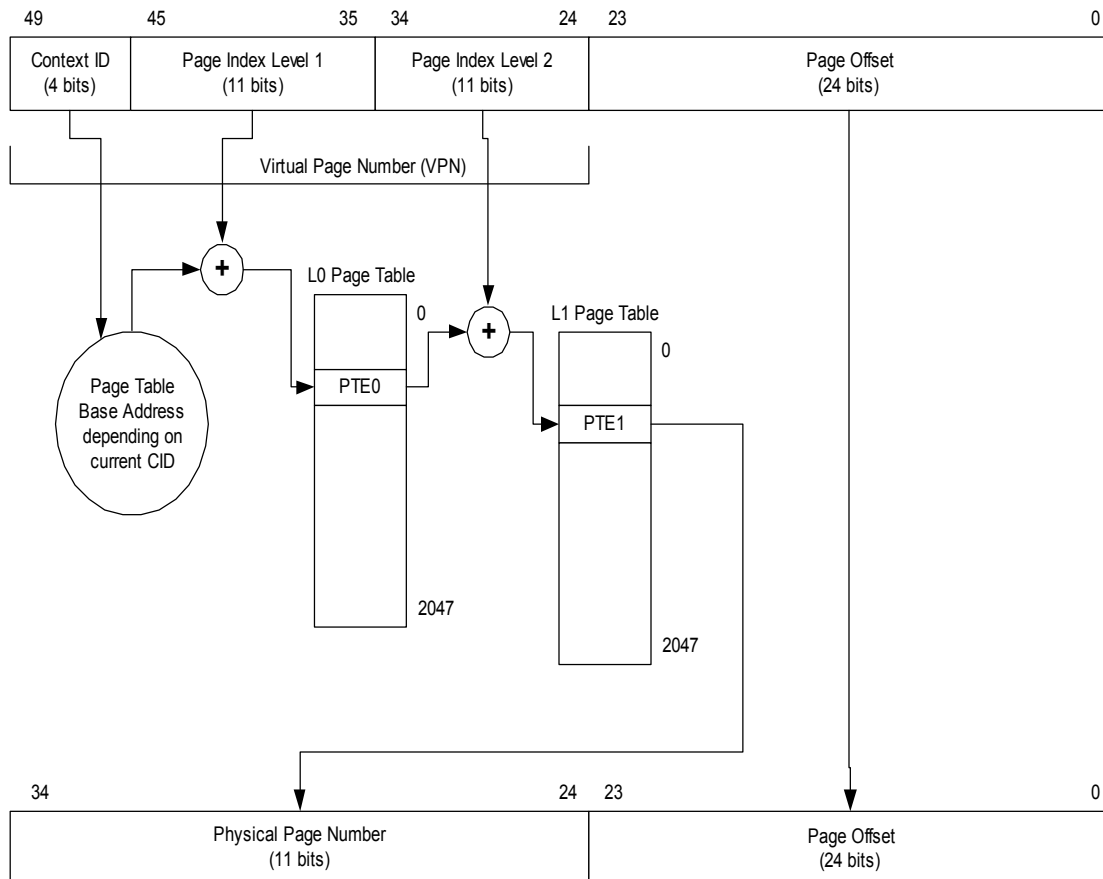 49 45 35 34 24 23 0
Context ID Page Index Level 1 Page Index Level 2 Page Offset
(4 bits) (11 bits) (11 bits) (24 bits)
Virtual Page Number (VPN)
+
L0 Page Table
0
+
L1 Page Table
0
Page Table
Base Address
depending on
current CID
PTE0
PTE1
2047
2047
34 24 23 0
Physical Page Number Page Offset
(11 bits) (24 bits)